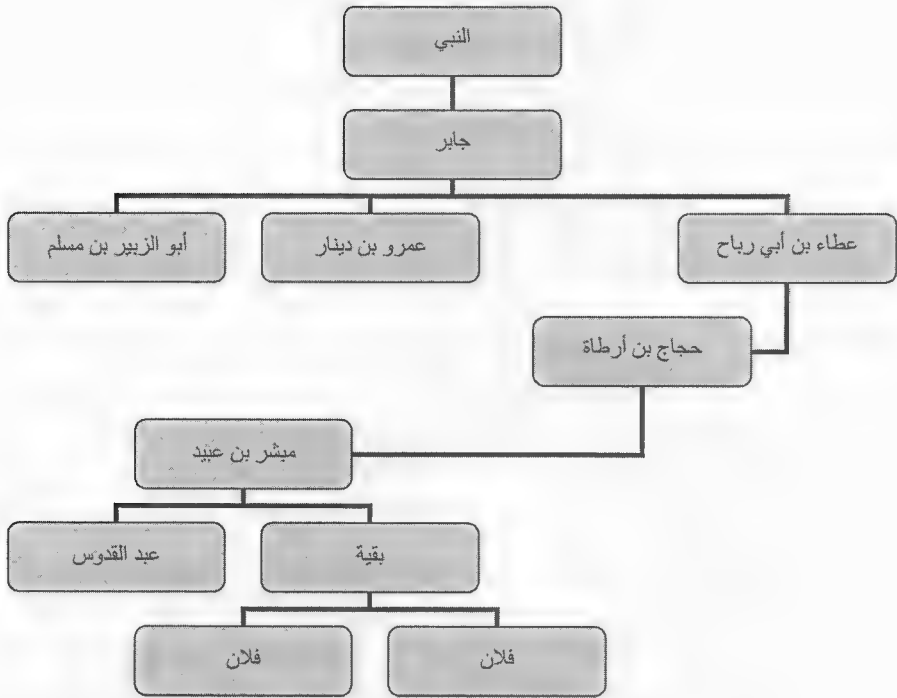 النبي
جابر
عطاء بن أبي رباح
عمرو بن دينار
أبو الزبير بن مسلم
حجاج بن أرطاة
مبشر بن عبيد
بقية
عبد القدوس
فلان
فلان